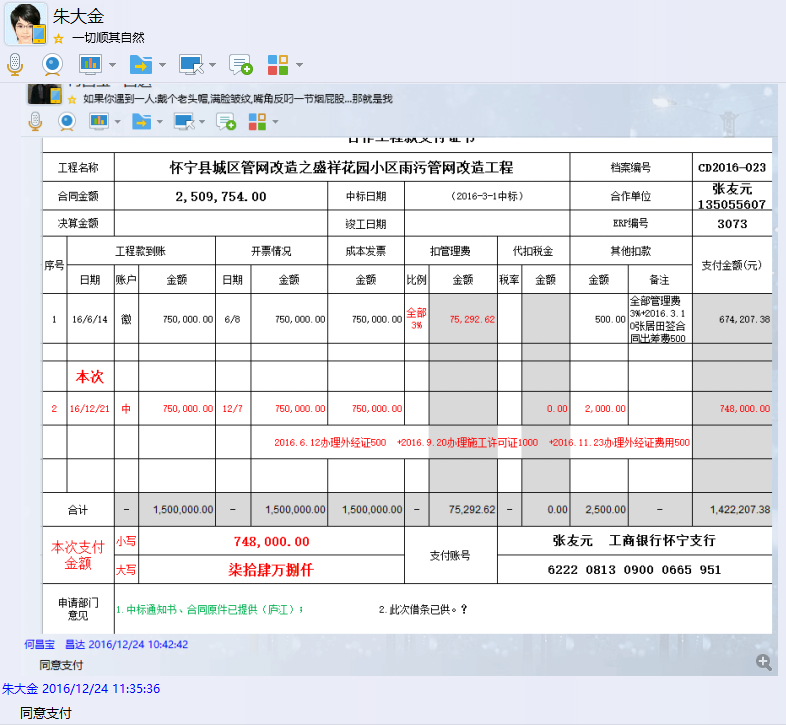 朱大金
一切顺其自然
如果你遇到一人:戴个老头帽,满脸皱纹,嘴角反叼一节烟屁股...那就是我
合作工程款支付证书
工程名称 怀宁县城区管网改造之盛祥花园小区雨污管网改造工程 档案编号 CD2016-023
合同金额 2,509,754.00 中标日期 (2016-3-1中标) 合作单位 张友元 135055607
决算金额 竣工日期 ERP编号 3073
序号 工程款到账 开票情况 成本发票 扣管理费 代扣税金 其他扣款 支付金额(元)
日期 账户 金额 日期 金额 金额 比例 金额 税率 金额 金额 备注
1 16/6/14 徽 750,000.00 6/8 750,000.00 750,000.00 全部3% 75,292.62 500.00 全部管理费3%+2016.3.10张居田签合同出差费500 674,207.38
本次
2 16/12/21 中 750,000.00 12/7 750,000.00 750,000.00 0.00 2,000.00 748,000.00
2016.6.12办理外经证500 +2016.9.20办理施工许可证1000 +2016.11.23办理外经证费用500
合计 - 1,500,000.00 - 1,500,000.00 1,500,000.00 - 75,292.62 - 0.00 2,500.00 - 1,422,207.38
本次支付金额 小写 748,000.00 支付账号 张友元 工商银行怀宁支行
大写 柒拾肆万捌仟 6222 0813 0900 0665 951
申请部门意见 1.中标通知书、合同原件已提供(庐江); 2.此次借条已供。?
何昌宝 昌达 2016/12/24 10:42:42
同意支付
朱大金 2016/12/24 11:35:36
同意支付